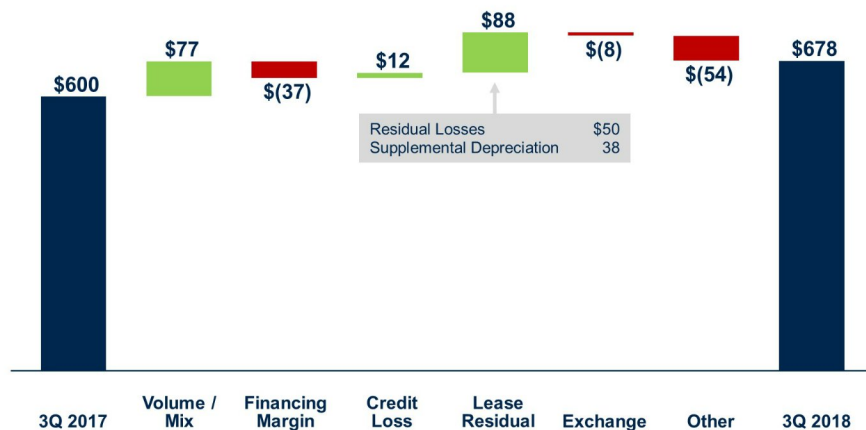 $600
$77
$(37)
$12
$88
$(8)
$(54)
$678
Residual Losses $50
Supplemental Depreciation 38
3Q 2017
Volume /
Mix
Financing
Margin
Credit
Loss
Lease
Residual
Exchange
Other
3Q 2018